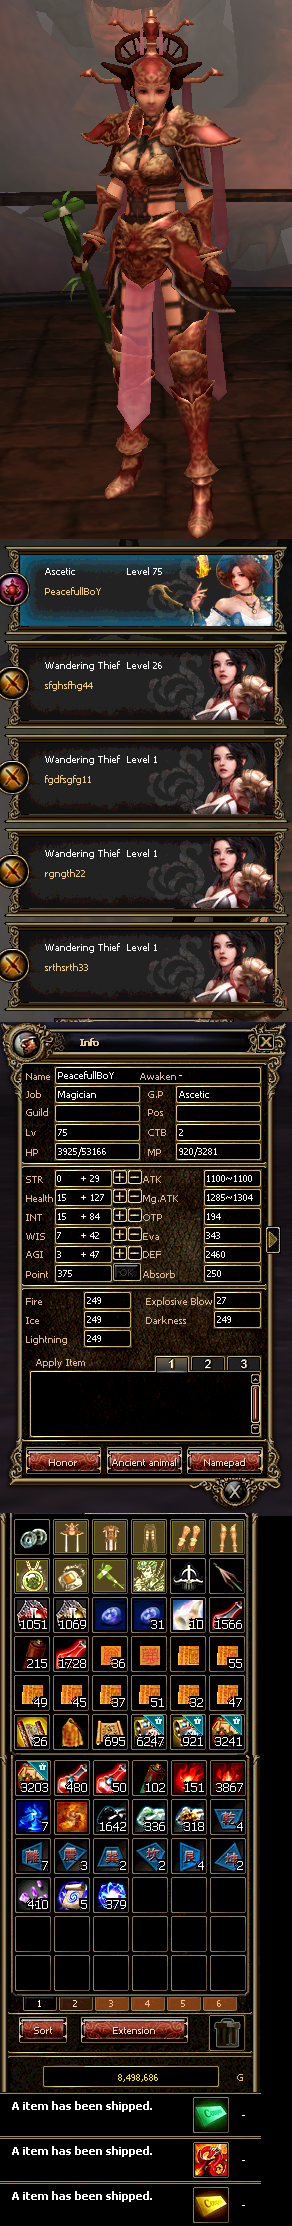 Ascetic Level 75
PeacefullBoY
Wandering Thief Level 26
sfghsfhg44
Wandering Thief Level 1
fgdfsgfg11
Wandering Thief Level 1
rgngth22
Wandering Thief Level 1
srthsrth33
Info
Name PeacefullBoY Awaken -
Job Magician G.P Ascetic
Guild Pos
Lv 75 CTB 2
HP 3925/53166 MP 920/3281
STR 0 + 29 ATK 1100~1100
Health 15 + 127 Mg.ATK 1285~1304
INT 15 + 84 OTP 194
WIS 7 + 42 Eva 343
AGI 3 + 47 DEF 2460
Point 375 Absorb 250
Fire 249 Explosive Blow 27
Ice 249 Darkness 249
Lightning 249
Apply Item 1 2 3
Honor Ancient animal Namepad
1051 1069 31 10 1566
215 1728 36 55
49 45 37 51 32 47
26 695 6247 921 3241
3203 480 50 102 151 3867
7 1642 336 318 乾 4
離 7 震 3 巽 2 坎 2 艮 4 坤 2
410 5 379
1 2 3 4 5 6
Sort Extension
8,498,686 G
A item has been shipped. -
A item has been shipped. -
A item has been shipped. -